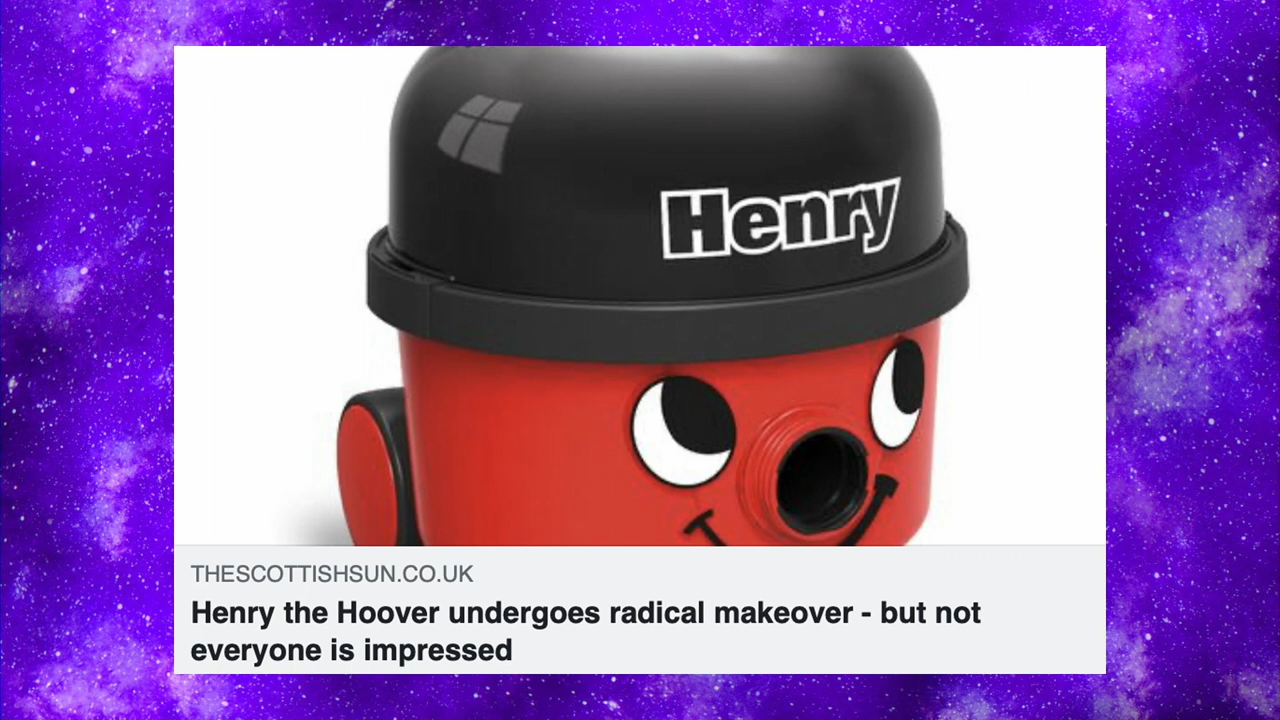 Henry
THESCOTTISHSUN.CO.UK
Henry the Hoover undergoes radical makeover - but not
everyone is impressed